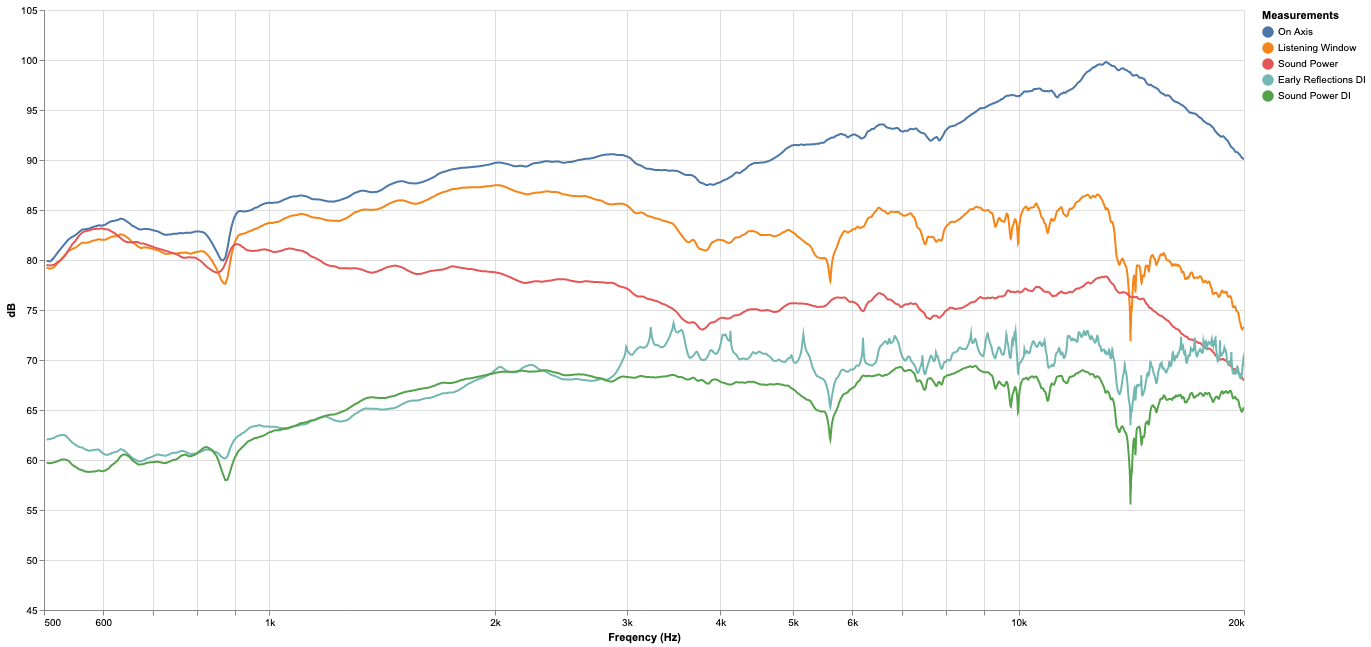 105
100
95
90
85
80
75
70
65
60
55
50
45
dB
500 600 1k 2k 3k 4k 5k 6k 10k 20k
Freqency (Hz)
Measurements
On Axis
Listening Window
Sound Power
Early Reflections DI
Sound Power DI